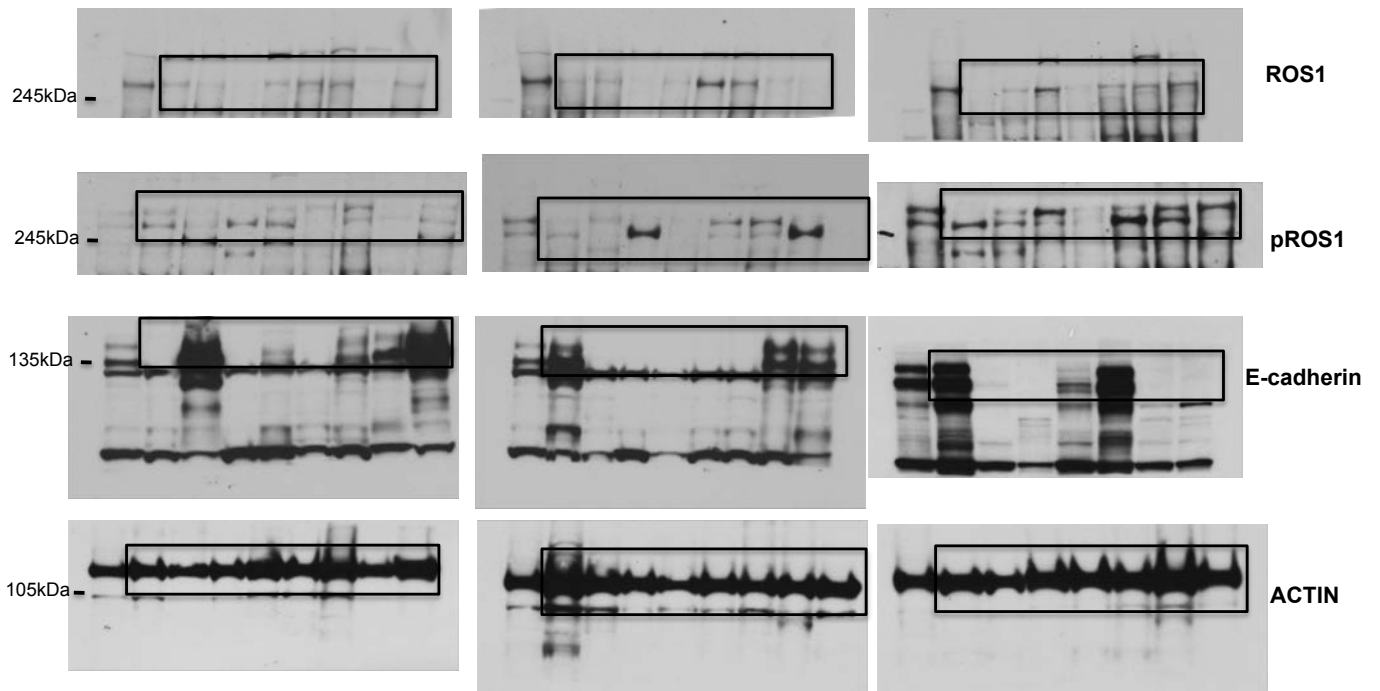 ROS1
245kDa
245kDa
pROS1
135kDa
E-cadherin
105kDa
ACTIN